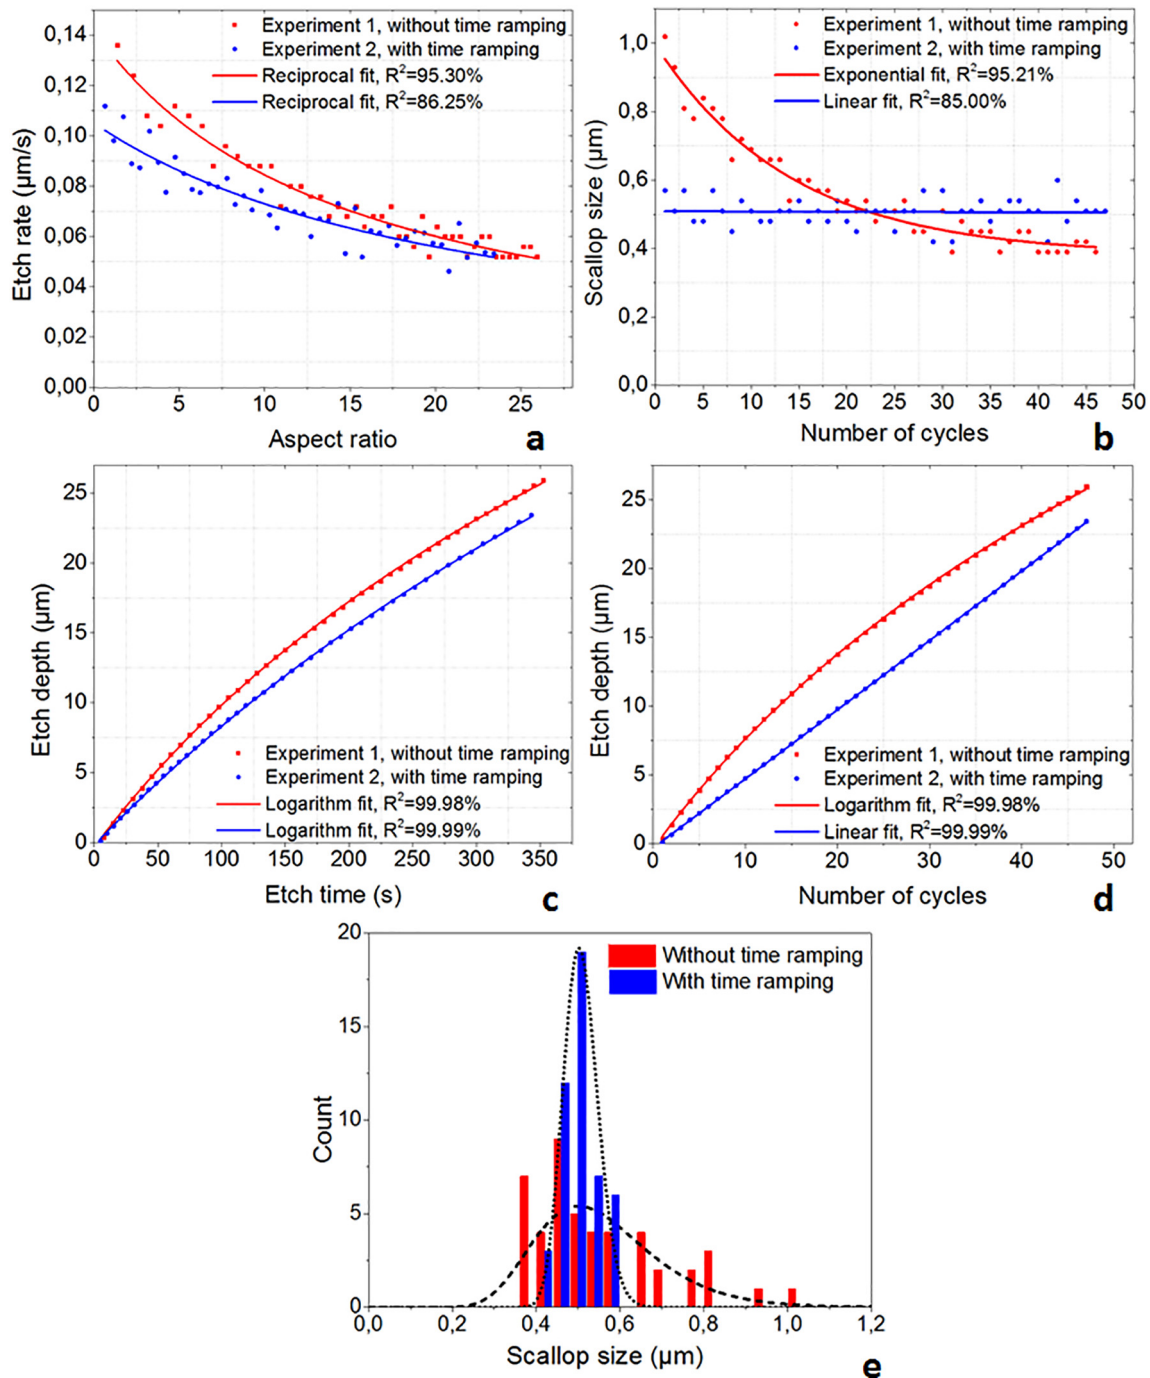 Experiment 1, without time ramping
Experiment 2, with time ramping
Reciprocal fit, R²=95.30%
Reciprocal fit, R²=86.25%
0,14
0,12
0,10
0,08
0,06
0,04
0,02
0,00
Etch rate (µm/s)
0 5 10 15 20 25
Aspect ratio
a
Experiment 1, without time ramping
Experiment 2, with time ramping
Exponential fit, R²=95.21%
Linear fit, R²=85.00%
1,0
0,8
0,6
0,4
0,2
0,0
Scallop size (µm)
0 5 10 15 20 25 30 35 40 45 50
Number of cycles
b
25
20
15
10
5
0
Etch depth (µm)
Experiment 1, without time ramping
Experiment 2, with time ramping
Logarithm fit, R²=99.98%
Logarithm fit, R²=99.99%
0 50 100 150 200 250 300 350
Etch time (s)
c
25
20
15
10
5
0
Etch depth (µm)
Experiment 1, without time ramping
Experiment 2, with time ramping
Logarithm fit, R²=99.98%
Linear fit, R²=99.99%
0 10 20 30 40 50
Number of cycles
d
20
15
10
5
0
Count
Without time ramping
With time ramping
0,0 0,2 0,4 0,6 0,8 1,0 1,2
Scallop size (µm)
e